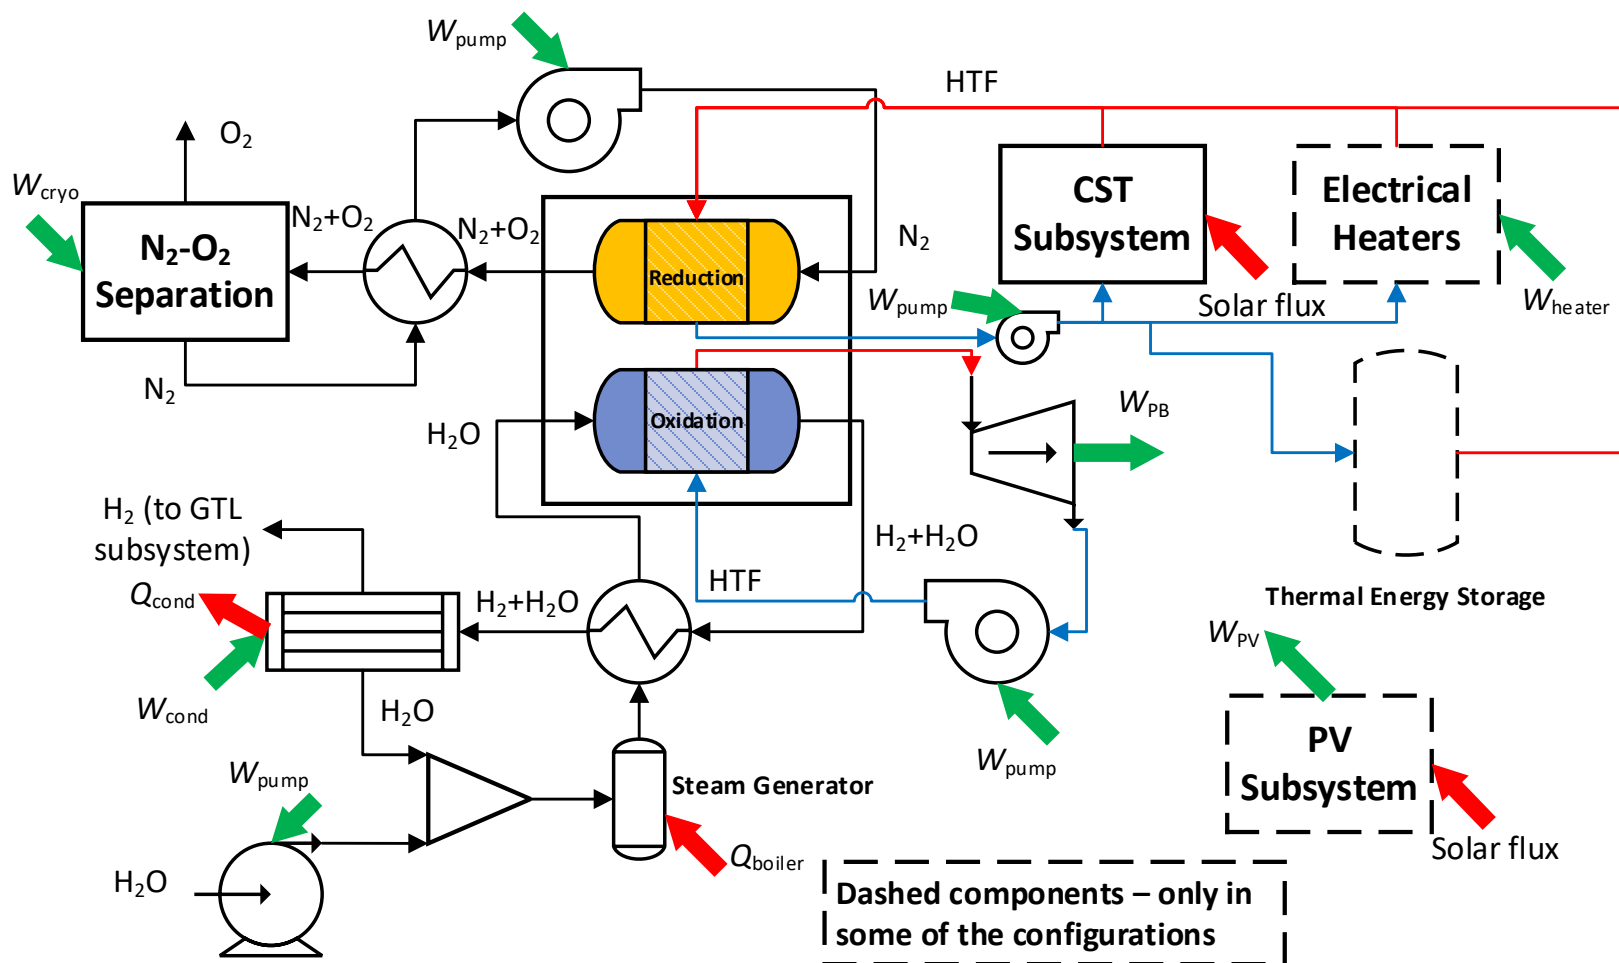 W_pump
HTF
O₂
W_cryo
N₂+O₂
N₂+O₂
N₂
N₂-O₂
Separation
Reduction
CST
Subsystem
Electrical
Heaters
W_pump
Solar flux
W_heater
N₂
Oxidation
H₂O
W_PB
H₂ (to GTL
subsystem)
H₂+H₂O
Q_cond
H₂+H₂O
HTF
Thermal Energy Storage
W_PV
W_cond
H₂O
W_pump
PV
Subsystem
W_pump
Steam Generator
Q_boiler
Solar flux
H₂O
Dashed components – only in
some of the configurations